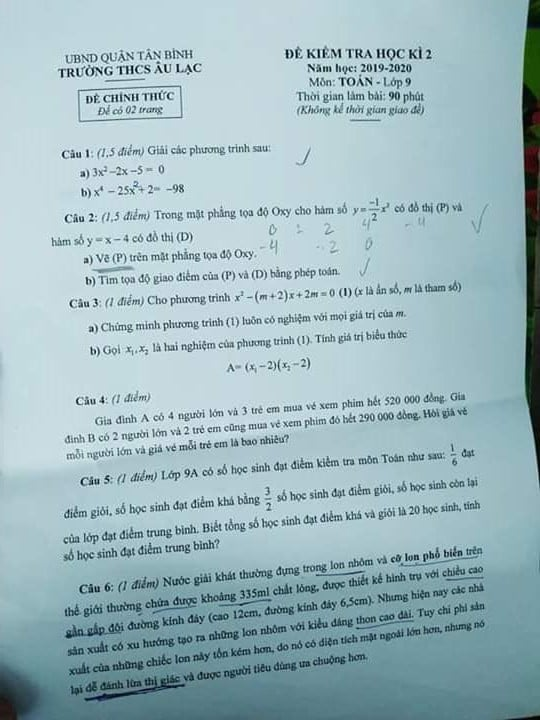 UBND QUẬN TÂN BÌNH
TRƯỜNG THCS ÂU LẠC
ĐỀ CHÍNH THỨC
Đề có 02 trang
ĐỀ KIỂM TRA HỌC KÌ 2
Năm học: 2019-2020
Môn: TOÁN - Lớp 9
Thời gian làm bài: 90 phút
(Không kể thời gian giao đề)
Câu 1: (1,5 điểm) Giải các phương trình sau:
a) 3x² –2x –5 = 0
b) x⁴ – 25x²+2= –98
Câu 2: (1,5 điểm) Trong mặt phẳng tọa độ Oxy cho hàm số y = -1/2 x² có đồ thị (P) và
hàm số y = x – 4 có đồ thị (D)
a) Vẽ (P) trên mặt phẳng tọa độ Oxy.
b) Tìm tọa độ giao điểm của (P) và (D) bằng phép toán.
Câu 3: (1 điểm) Cho phương trình x² – (m + 2)x + 2m = 0 (1) (x là ẩn số, m là tham số)
a) Chứng minh phương trình (1) luôn có nghiệm với mọi giá trị của m.
b) Gọi x₁, x₂ là hai nghiệm của phương trình (1). Tính giá trị biểu thức
A= (x₁ – 2)(x₂ – 2)
Câu 4: (1 điểm)
Gia đình A có 4 người lớn và 3 trẻ em mua vé xem phim hết 520 000 đồng. Gia
đình B có 2 người lớn và 2 trẻ em cũng mua vé xem phim đó hết 290 000 đồng. Hỏi giá vé
mỗi người lớn và giá vé mỗi trẻ em là bao nhiêu?
Câu 5: (1 điểm) Lớp 9A có số học sinh đạt điểm kiểm tra môn Toán như sau: 1/6 đạt
điểm giỏi, số học sinh đạt điểm khá bằng 3/2 số học sinh đạt điểm giỏi, số học sinh còn lại
của lớp đạt điểm trung bình. Biết tổng số học sinh đạt điểm khá và giỏi là 20 học sinh, tính
số học sinh đạt điểm trung bình?
Câu 6: (1 điểm) Nước giải khát thường đựng trong lon nhôm và cỡ lon phổ biến trên
thế giới thường chứa được khoảng 335ml chất lỏng, được thiết kế hình trụ với chiều cao
gần gấp đôi đường kính đáy (cao 12cm, đường kính đáy 6,5cm). Nhưng hiện nay các nhà
sản xuất có xu hướng tạo ra những lon nhôm với kiểu dáng thon cao dài. Tuy chi phí sản
xuất của những chiếc lon này tốn kém hơn, do nó có diện tích mặt ngoài lớn hơn, nhưng nó
lại dễ đánh lừa thị giác và được người tiêu dùng ưa chuộng hơn.